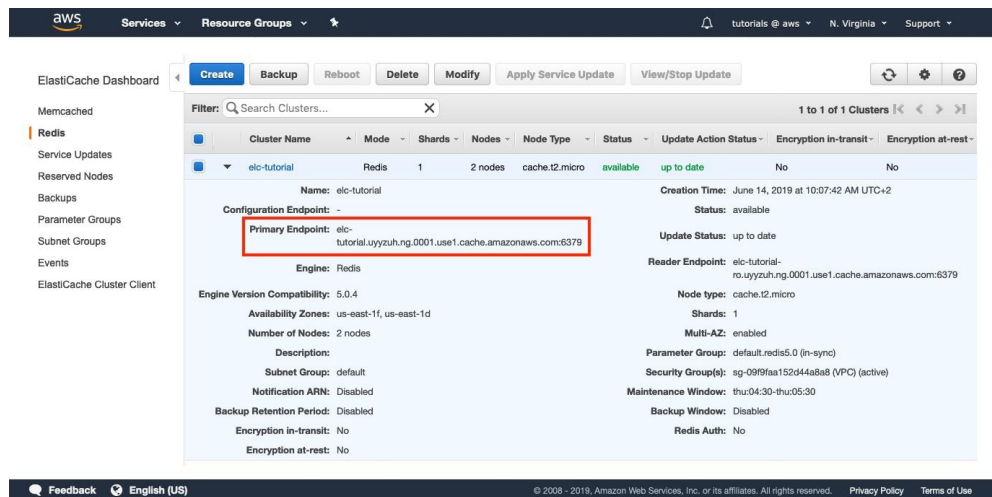 aws Services Resource Groups tutorials @ aws N. Virginia Support
ElastiCache Dashboard
Memcached
Redis
Service Updates
Reserved Nodes
Backups
Parameter Groups
Subnet Groups
Events
ElastiCache Cluster Client
Create Backup Reboot Delete Modify Apply Service Update View/Stop Update
Filter: Search Clusters... X 1 to 1 of 1 Clusters
Cluster Name Mode Shards Nodes Node Type Status Update Action Status Encryption in-transit Encryption at-rest
elc-tutorial Redis 1 2 nodes cache.t2.micro available up to date No No
Name: elc-tutorial
Configuration Endpoint: -
Primary Endpoint: elc-
tutorial.uyyzuh.ng.0001.use1.cache.amazonaws.com:6379
Engine: Redis
Engine Version Compatibility: 5.0.4
Availability Zones: us-east-1f, us-east-1d
Number of Nodes: 2 nodes
Description:
Subnet Group: default
Notification ARN: Disabled
Backup Retention Period: Disabled
Encryption in-transit: No
Encryption at-rest: No
Creation Time: June 14, 2019 at 10:07:42 AM UTC+2
Status: available
Update Status: up to date
Reader Endpoint: elc-tutorial-
ro.uyyzuh.ng.0001.use1.cache.amazonaws.com:6379
Node type: cache.t2.micro
Shards: 1
Multi-AZ: enabled
Parameter Group: default.redis5.0 (in-sync)
Security Group(s): sg-09f9faa152d44a8a8 (VPC) (active)
Maintenance Window: thu:04:30-thu:05:30
Backup Window: Disabled
Redis Auth: No
Feedback English (US) © 2008 - 2019, Amazon Web Services, Inc. or its affiliates. All rights reserved. Privacy Policy Terms of Use